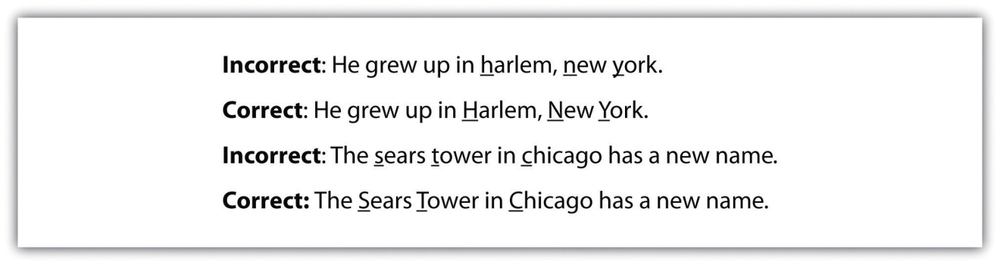 Incorrect: He grew up in harlem, new york.
Correct: He grew up in Harlem, New York.
Incorrect: The sears tower in chicago has a new name.
Correct: The Sears Tower in Chicago has a new name.